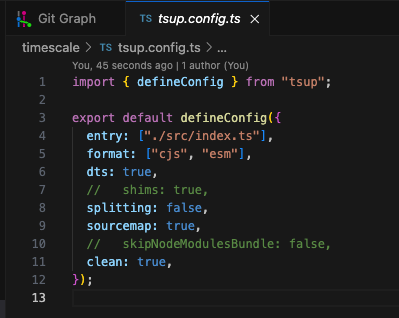 Git Graph
TS tsup.config.ts ×
timescale > TS tsup.config.ts > ...
You, 45 seconds ago | 1 author (You)
1 import { defineConfig } from "tsup";
2
3 export default defineConfig({
4   entry: ["./src/index.ts"],
5   format: ["cjs", "esm"],
6   dts: true,
7   //   shims: true,
8   splitting: false,
9   sourcemap: true,
10   //   skipNodeModulesBundle: false,
11   clean: true,
12 });
13